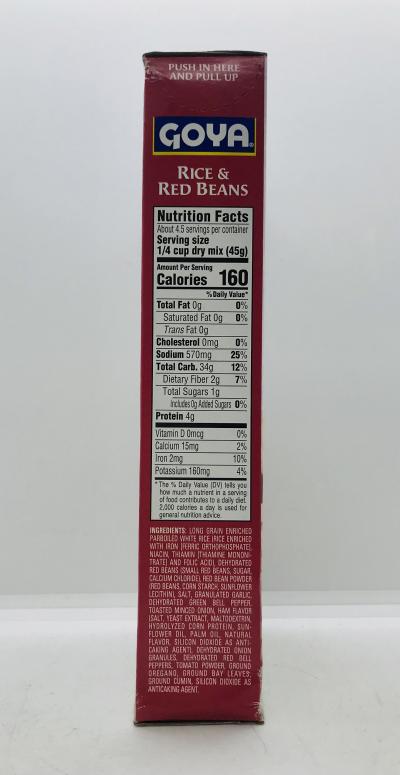 PUSH IN HERE
AND PULL UP
GOYA®
RICE &
RED BEANS
Nutrition Facts
About 4.5 servings per container
Serving size
1/4 cup dry mix (45g)
Amount Per Serving
Calories 160
% Daily Value*
Total Fat 0g 0%
Saturated Fat 0g 0%
Trans Fat 0g
Cholesterol 0mg 0%
Sodium 570mg 25%
Total Carb. 34g 12%
Dietary Fiber 2g 7%
Total Sugars 1g
Includes 0g Added Sugars 0%
Protein 4g
Vitamin D 0mcg 0%
Calcium 15mg 2%
Iron 2mg 10%
Potassium 160mg 4%
*The % Daily Value (DV) tells you
how much a nutrient in a serving
of food contributes to a daily diet.
2,000 calories a day is used for
general nutrition advice.
INGREDIENTS: LONG GRAIN ENRICHED
PARBOILED WHITE RICE (RICE ENRICHED
WITH IRON [FERRIC ORTHOPHOSPHATE],
NIACIN, THIAMIN [THIAMINE MONONI-
TRATE] AND FOLIC ACID), DEHYDRATED
RED BEANS (SMALL RED BEANS, SUGAR,
CALCIUM CHLORIDE), RED BEAN POWDER
(RED BEANS, CORN STARCH, SUNFLOWER
LECITHIN), SALT, GRANULATED GARLIC,
DEHYDRATED GREEN BELL PEPPER,
TOASTED MINCED ONION, HAM FLAVOR
(SALT, YEAST EXTRACT, MALTODEXTRIN,
HYDROLYZED CORN PROTEIN, SUN-
FLOWER OIL, PALM OIL, NATURAL
FLAVOR, SILICON DIOXIDE AS ANTI-
CAKING AGENT), DEHYDRATED ONION
GRANULES, DEHYDRATED RED BELL
PEPPERS, TOMATO POWDER, GROUND
OREGANO, GROUND BAY LEAVES,
GROUND CUMIN, SILICON DIOXIDE AS
ANTICAKING AGENT.